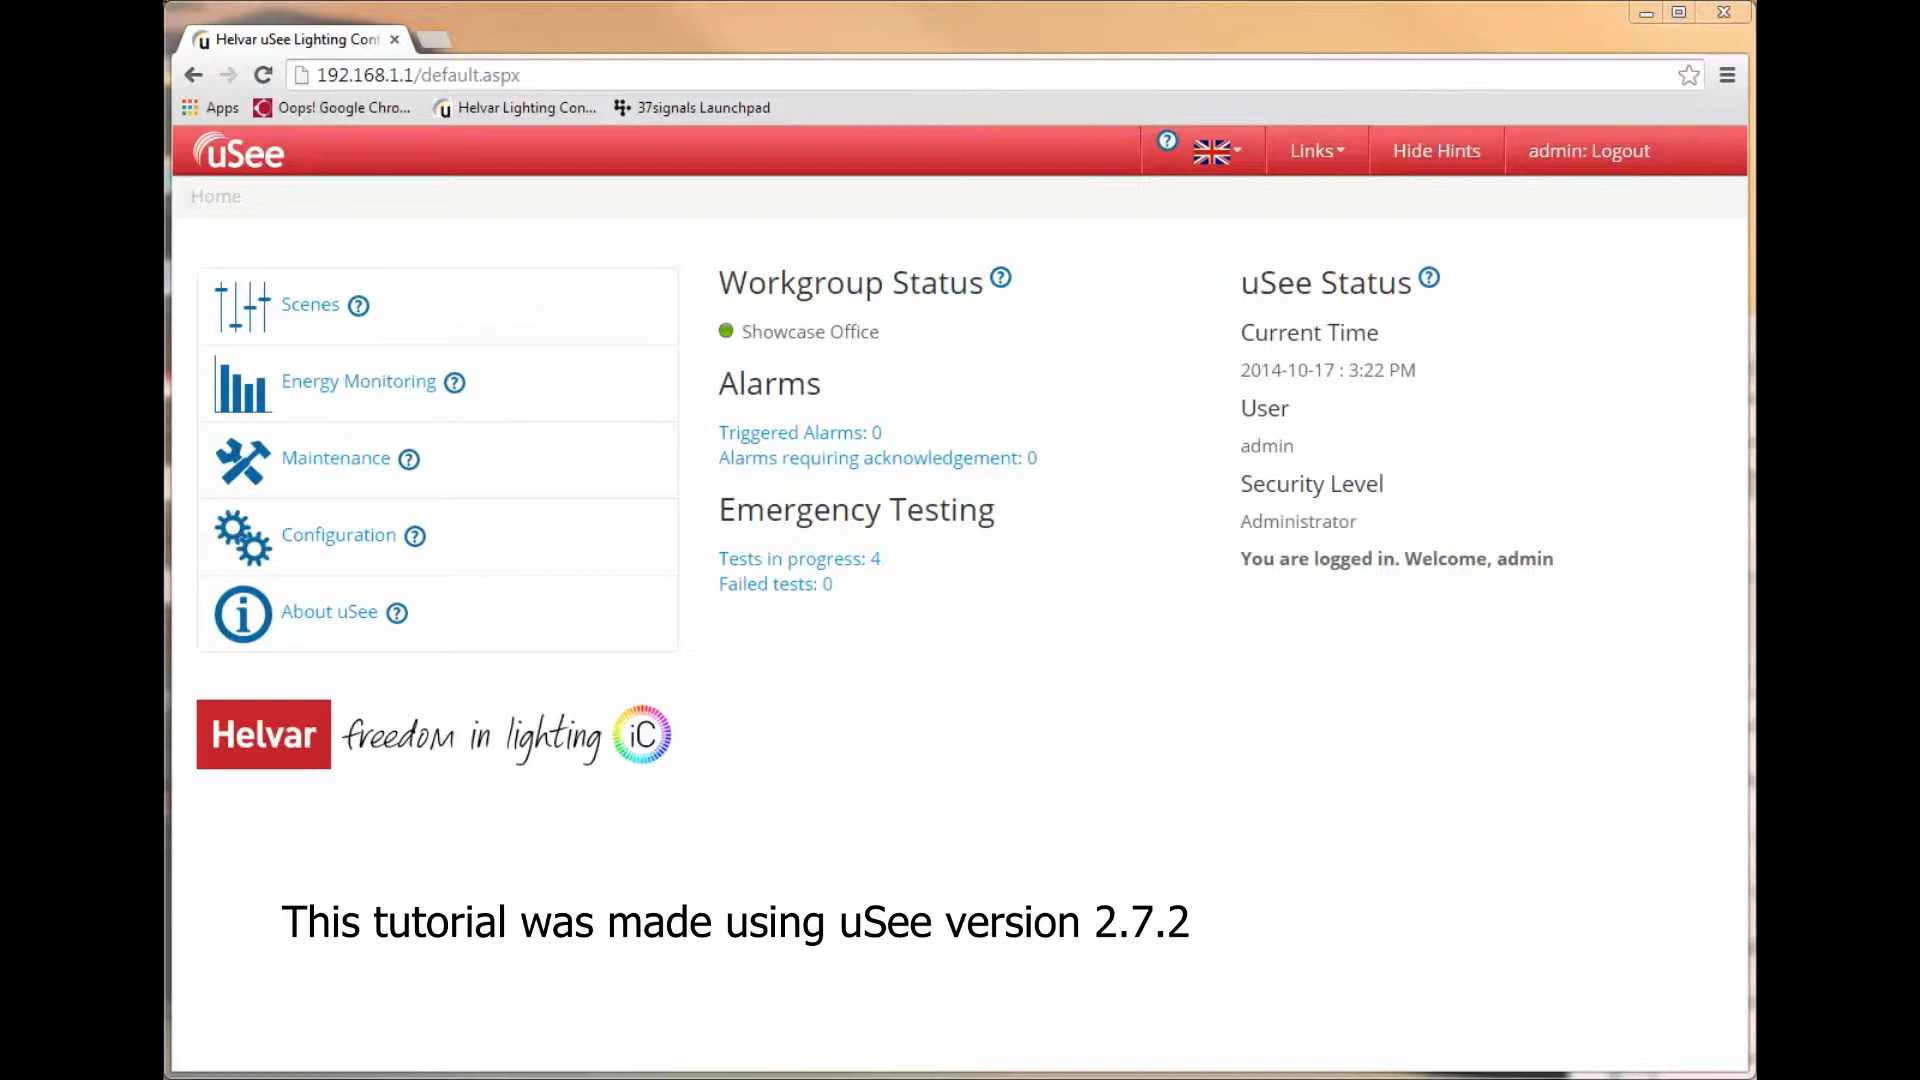 Helvar uSee Lighting Cont
192.168.1.1/default.aspx
Apps
Oops! Google Chro...
Helvar Lighting Con...
37signals Launchpad
uSee
Links
Hide Hints
admin: Logout
Home
Scenes
Energy Monitoring
Maintenance
Configuration
About uSee
Workgroup Status
Showcase Office
Alarms
Triggered Alarms: 0
Alarms requiring acknowledgement: 0
Emergency Testing
Tests in progress: 4
Failed tests: 0
uSee Status
Current Time
2014-10-17 : 3:22 PM
User
admin
Security Level
Administrator
You are logged in. Welcome, admin
Helvar freedom in lighting iC
This tutorial was made using uSee version 2.7.2